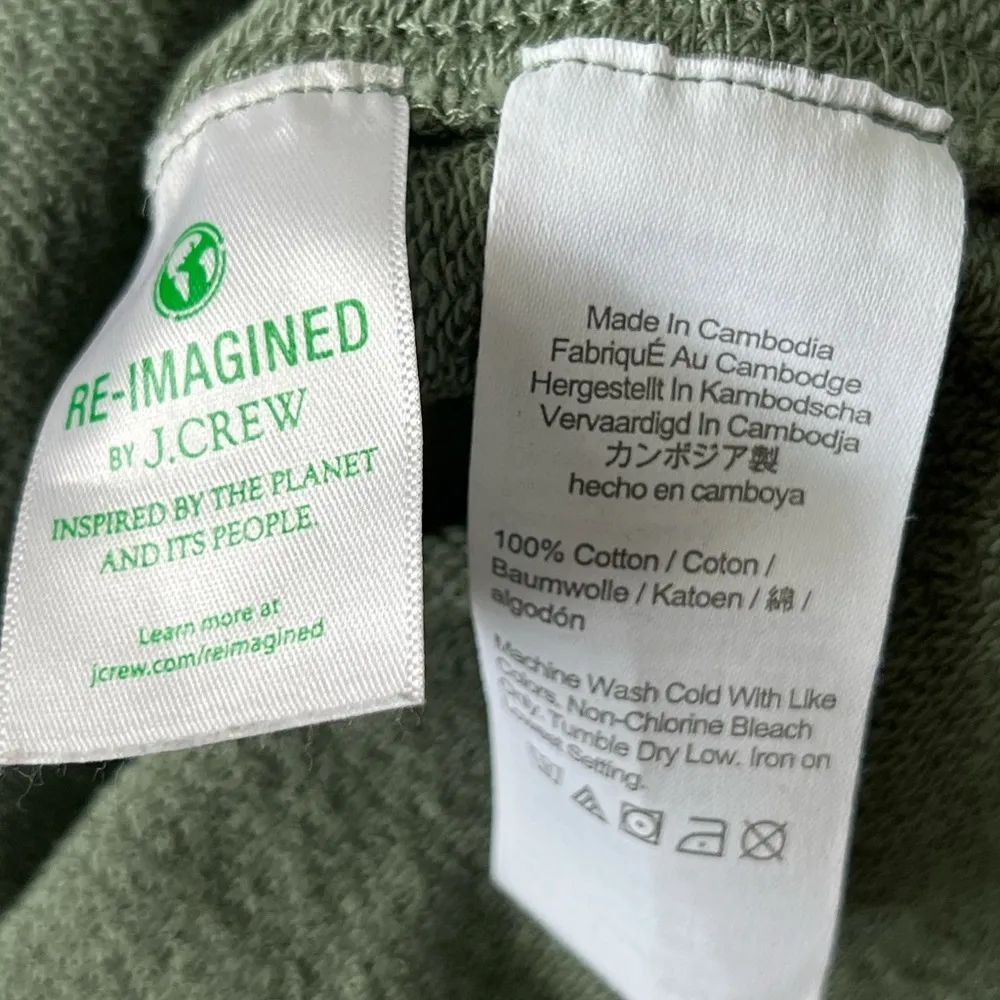 RE-IMAGINED
BY J.CREW
INSPIRED BY THE PLANET
AND ITS PEOPLE.
Learn more at
jcrew.com/reimagined
Made In Cambodia
FabriquÉ Au Cambodge
Hergestellt In Kambodscha
Vervaardigd In Cambodja
カンボジア製
hecho en camboya
100% Cotton / Coton /
Baumwolle / Katoen / 綿 /
algodón
Machine Wash Cold With Like
Colors. Non-Chlorine Bleach
Only. Tumble Dry Low. Iron on
Setting.